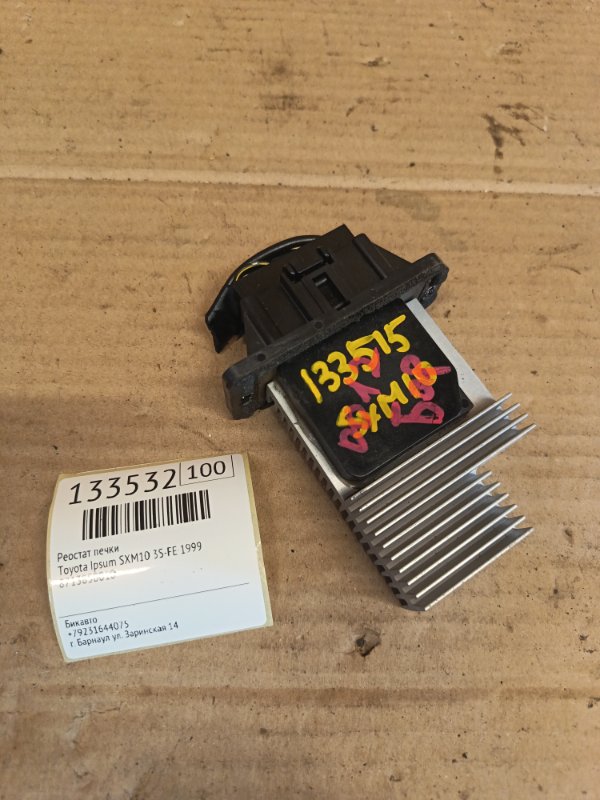 133515
SXM10
133532 100
Реостат печки
Toyota Ipsum SXM10 3S-FE 1999
Бикавто
+79231644075
г. Барнаул ул. Заринская 14